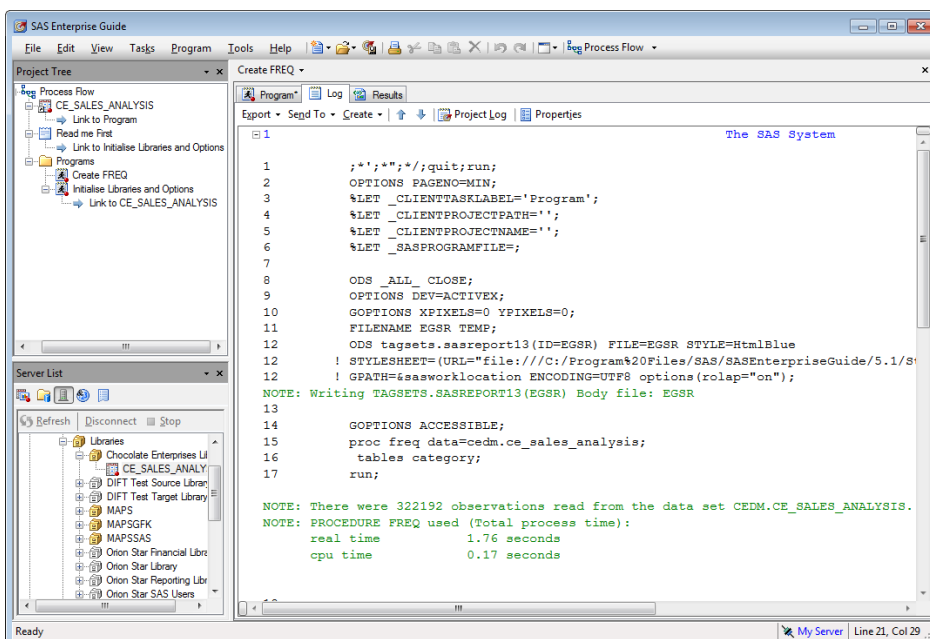 SAS Enterprise Guide
File Edit View Tasks Program Tools Help Process Flow
Project Tree
Process Flow
CE_SALES_ANALYSIS
Link to Program
Read me First
Link to Initialise Libraries and Options
Programs
Create FREQ
Initialise Libraries and Options
Link to CE_SALES_ANALYSIS
Server List
Refresh Disconnect Stop
Libraries
Chocolate Enterprises Li
CE_SALES_ANALY
DIFT Test Source Librar
DIFT Test Target Library
MAPS
MAPSGFK
MAPSSAS
Orion Star Financial Libra
Orion Star Library
Orion Star Reporting Libr
Orion Star SAS Users
Create FREQ
Program* Log Results
Export Send To Create Project Log Properties
1 The SAS System
1 ;*';*";*/;quit;run;
2 OPTIONS PAGENO=MIN;
3 %LET _CLIENTTASKLABEL='Program';
4 %LET _CLIENTPROJECTPATH='';
5 %LET _CLIENTPROJECTNAME='';
6 %LET _SASPROGRAMFILE=;
7
8 ODS _ALL_ CLOSE;
9 OPTIONS DEV=ACTIVEX;
10 GOPTIONS XPIXELS=0 YPIXELS=0;
11 FILENAME EGSR TEMP;
12 ODS tagsets.sasreport13(ID=EGSR) FILE=EGSR STYLE=HtmlBlue
12 ! STYLESHEET=(URL="file:///C:/Program%20Files/SAS/SASEnterpriseGuide/5.1/
12 ! GPATH=&sasworklocation ENCODING=UTF8 options(rolap="on");
NOTE: Writing TAGSETS.SASREPORT13(EGSR) Body file: EGSR
13
14 GOPTIONS ACCESSIBLE;
15 proc freq data=cedm.ce_sales_analysis;
16 tables category;
17 run;
NOTE: There were 322192 observations read from the data set CEDM.CE_SALES_ANALYSIS.
NOTE: PROCEDURE FREQ used (Total process time):
real time 1.76 seconds
cpu time 0.17 seconds
Ready My Server Line 21, Col 29